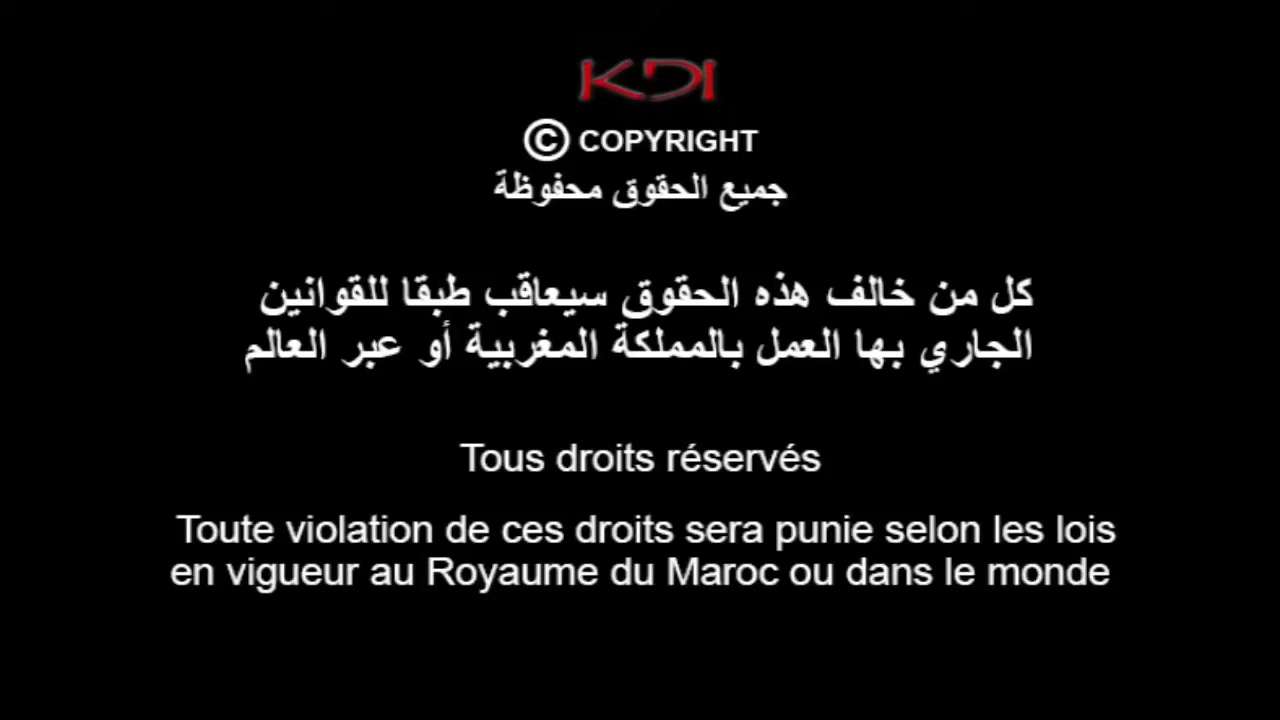 KDI
© COPYRIGHT
جميع الحقوق محفوظة
كل من خالف هذه الحقوق سيعاقب طبقا للقوانين
الجاري بها العمل بالمملكة المغربية أو عبر العالم
Tous droits réservés
Toute violation de ces droits sera punie selon les lois
en vigueur au Royaume du Maroc ou dans le monde